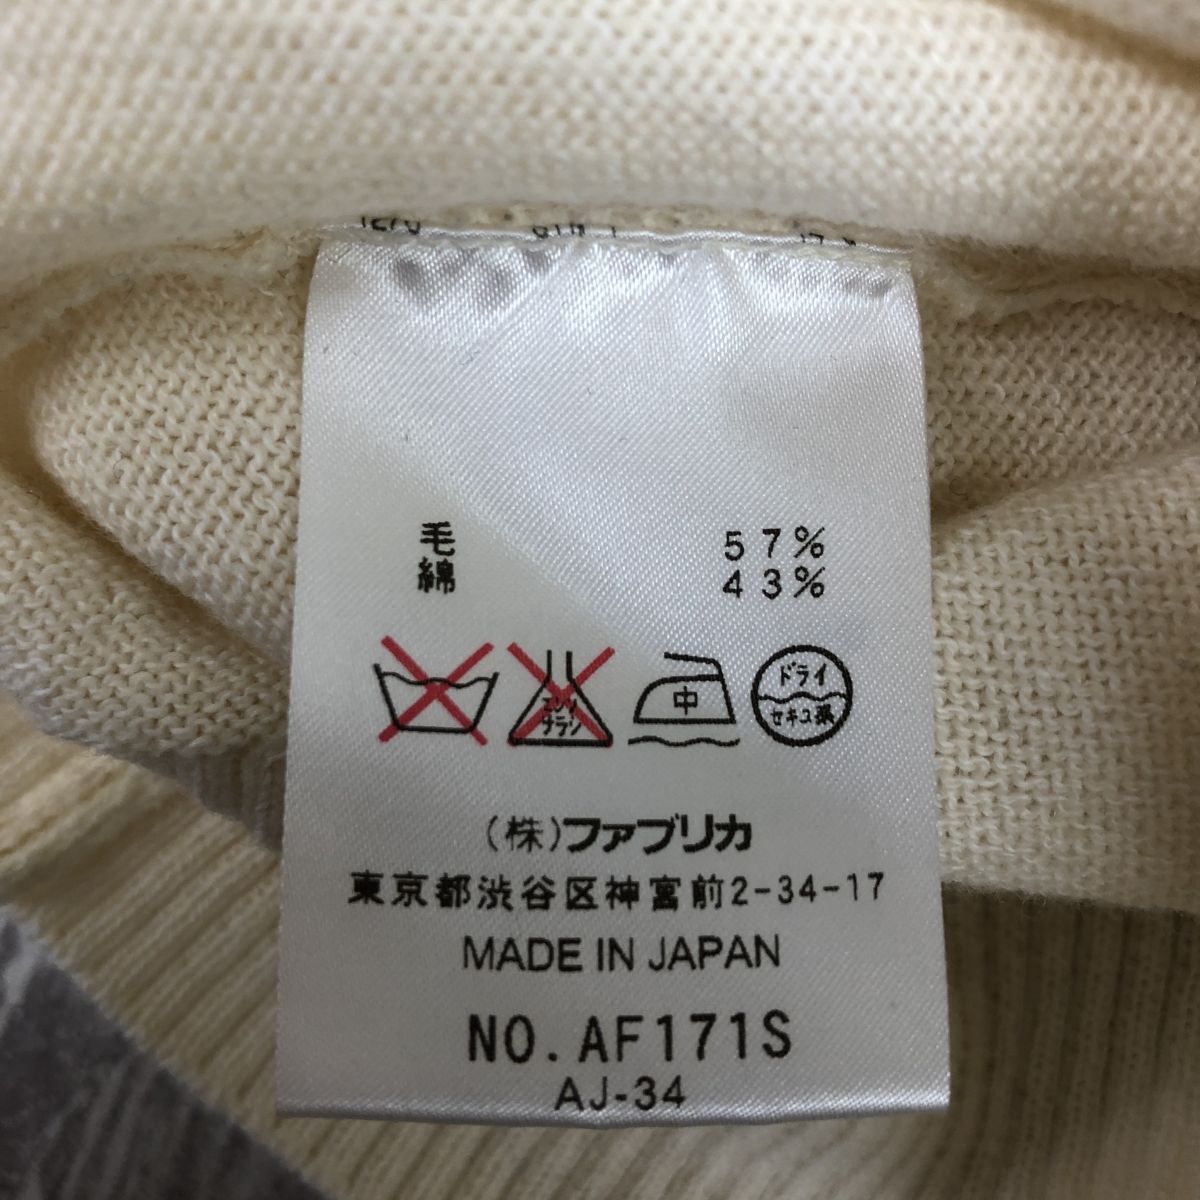 毛 57%
綿 43%
エンソ サラシ
中
ドライ
セキユ系
(株)ファブリカ
東京都渋谷区神宮前2-34-17
MADE IN JAPAN
NO. AF171S
AJ-34